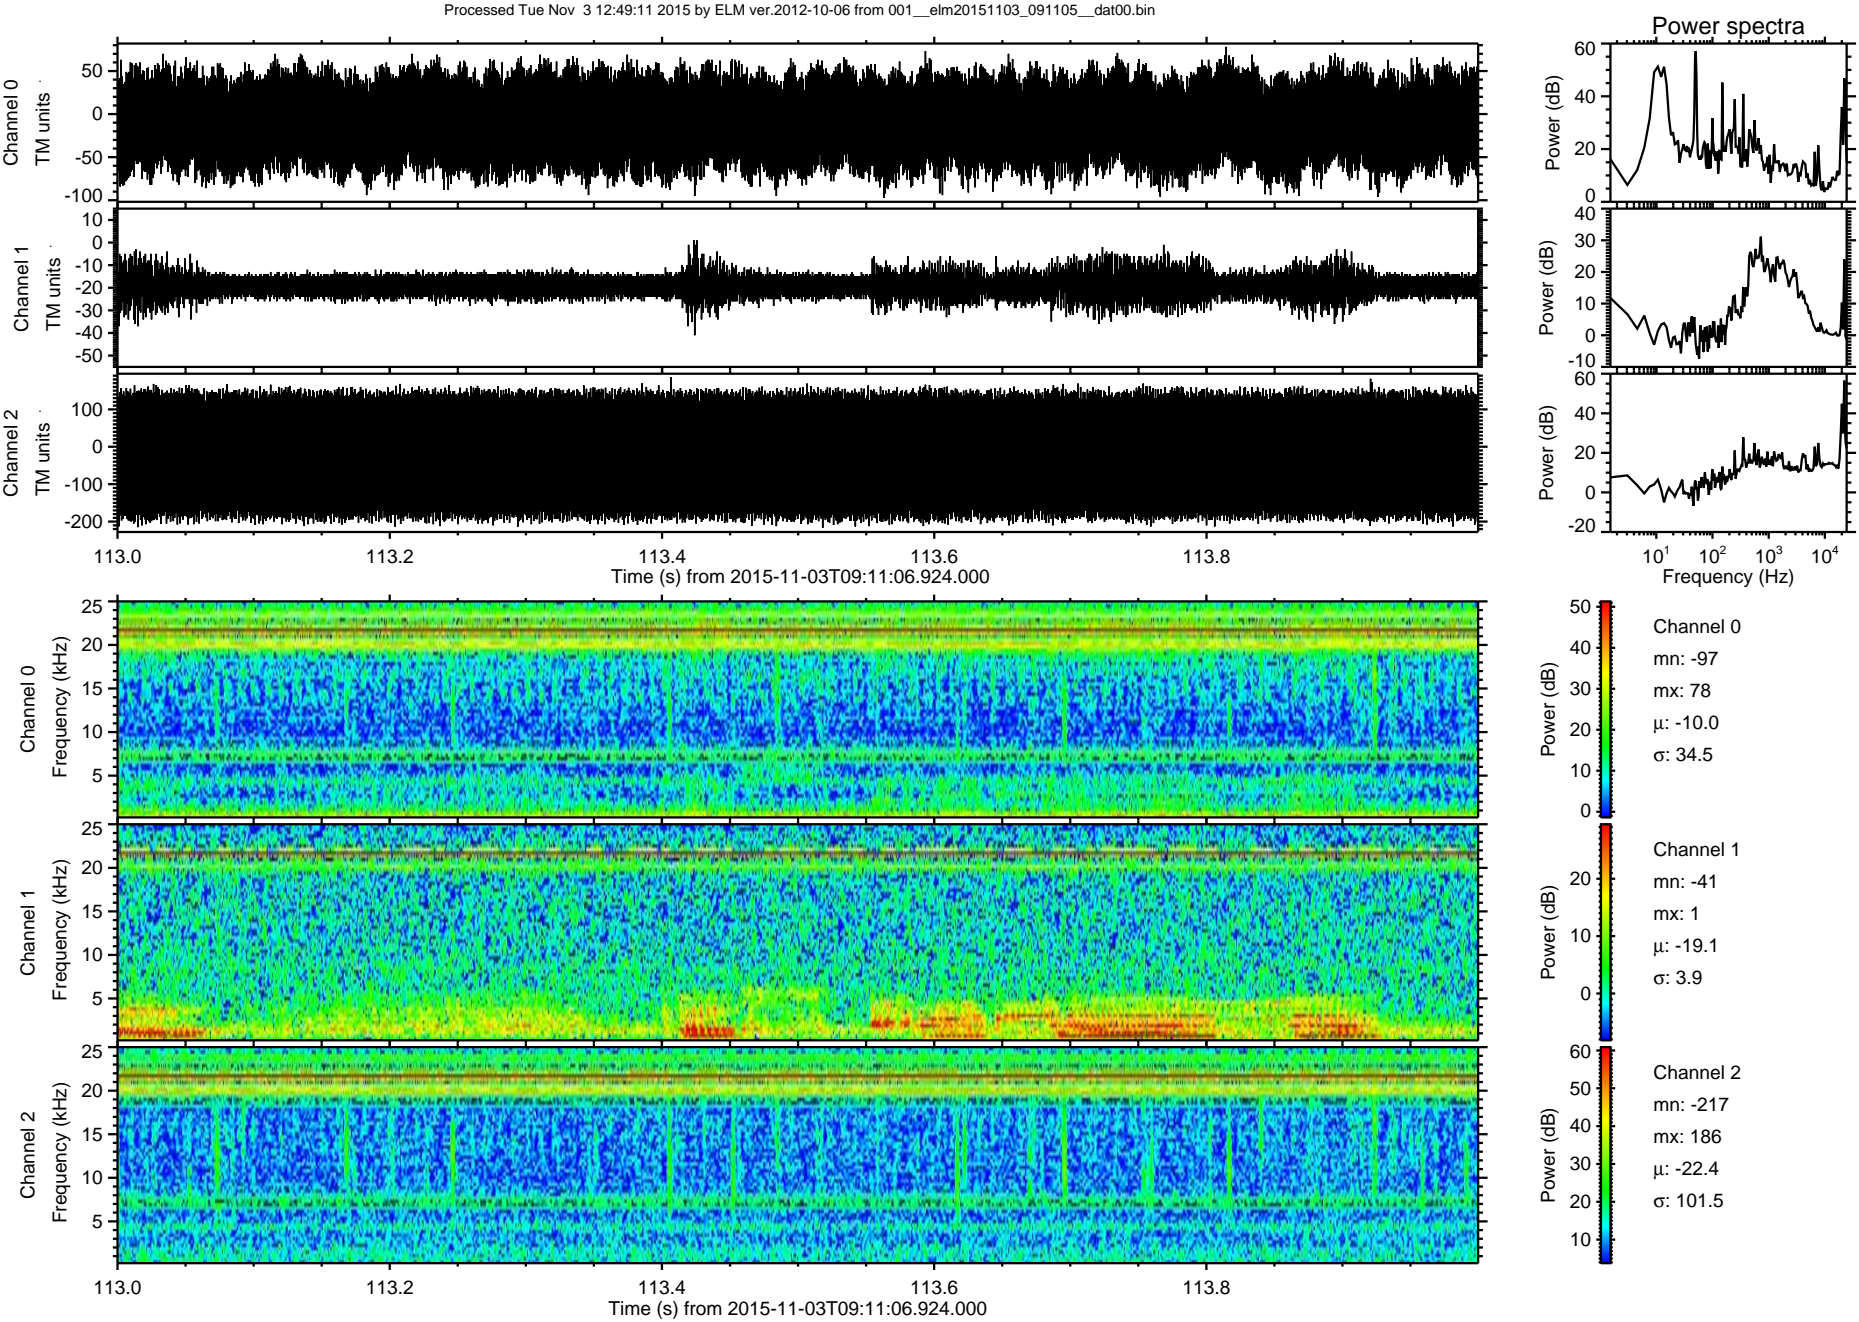 Processed Tue Nov  3 12:49:11 2015 by ELM ver.2012-10-06 from 001__elm20151103_091105__dat00.bin
Power spectra
Channel 0
TM units
50
0
-50
-100
Power (dB)
60
40
20
0
Channel 1
TM units
10
0
-10
-20
-30
-40
-50
Power (dB)
40
30
20
10
0
-10
Channel 2
TM units
100
0
-100
-200
Power (dB)
60
40
20
0
-20
113.0 113.2 113.4 113.6 113.8
Time (s) from 2015-11-03T09:11:06.924.000
10¹ 10² 10³ 10⁴
Frequency (Hz)
Channel 0
Frequency (kHz)
25
20
15
10
5
Power (dB)
50
40
30
20
10
0
Channel 0
mn: -97
mx: 78
μ: -10.0
σ: 34.5
Channel 1
Frequency (kHz)
25
20
15
10
5
Power (dB)
20
10
0
Channel 1
mn: -41
mx: 1
μ: -19.1
σ: 3.9
Channel 2
Frequency (kHz)
25
20
15
10
5
Power (dB)
60
50
40
30
20
10
Channel 2
mn: -217
mx: 186
μ: -22.4
σ: 101.5
113.0 113.2 113.4 113.6 113.8
Time (s) from 2015-11-03T09:11:06.924.000